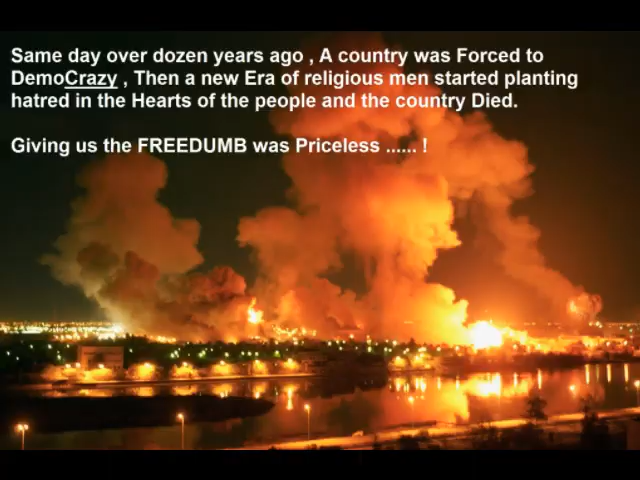 Same day over dozen years ago , A country was Forced to
DemoCrazy , Then a new Era of religious men started planting
hatred in the Hearts of the people and the country Died.
Giving us the FREEDUMB was Priceless ...... !